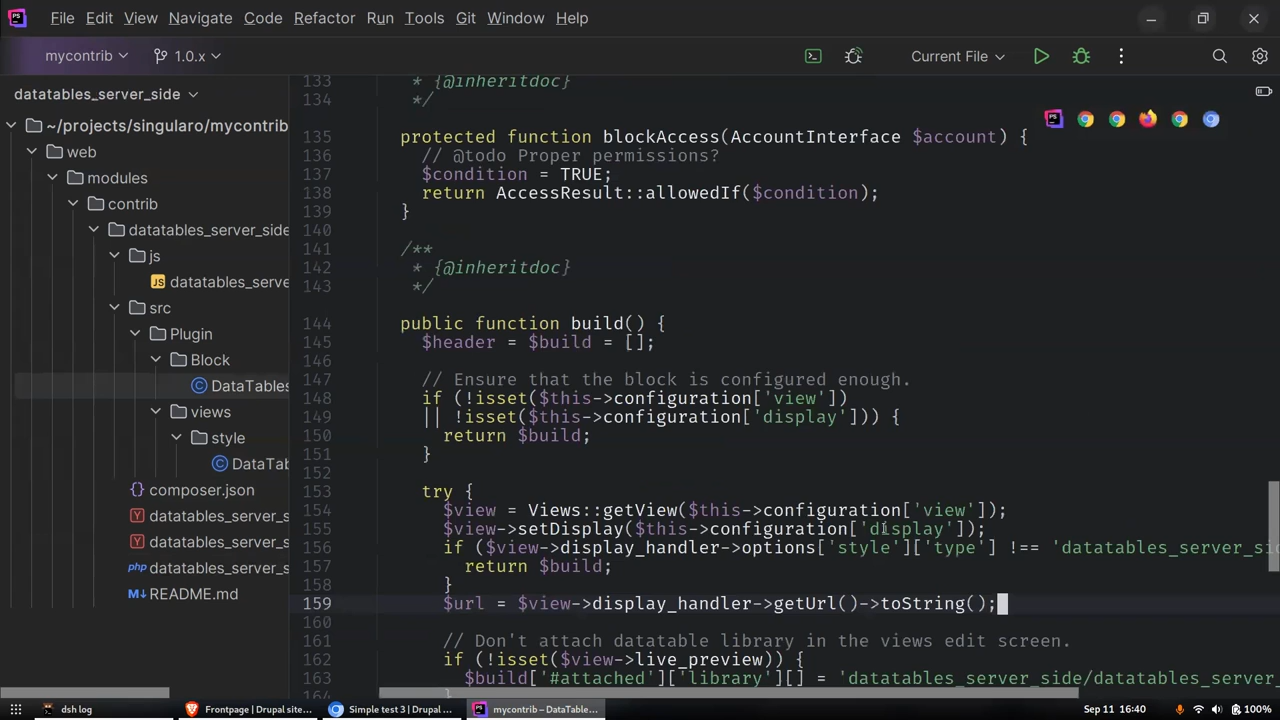 PS File Edit View Navigate Code Refactor Run Tools Git Window Help
mycontrib 1.0.x Current File
datatables_server_side
~/projects/singularo/mycontrib
web
modules
contrib
datatables_server_side
js
JS datatables_serve
src
Plugin
Block
C DataTables
views
style
C DataTab
composer.json
Y datatables_server_s
Y datatables_server_s
php datatables_server_s
M↓ README.md
133 * {@inheritdoc}
134 */
135 protected function blockAccess(AccountInterface $account) {
136 // @todo Proper permissions?
137 $condition = TRUE;
138 return AccessResult::allowedIf($condition);
139 }
140
141 /**
142 * {@inheritdoc}
143 */
144 public function build() {
145 $header = $build = [];
146
147 // Ensure that the block is configured enough.
148 if (!isset($this->configuration['view'])
149 || !isset($this->configuration['display'])) {
150 return $build;
151 }
152
153 try {
154 $view = Views::getView($this->configuration['view']);
155 $view->setDisplay($this->configuration['display']);
156 if ($view->display_handler->options['style']['type'] !== 'datatables_server_sid
157 return $build;
158 }
159 $url = $view->display_handler->getUrl()->toString();
160
161 // Don't attach datatable library in the views edit screen.
162 if (!isset($view->live_preview)) {
163 $build['#attached']['library'][] = 'datatables_server_side/datatables_server_
164 }
dsh log Frontpage | Drupal site... Simple test 3 | Drupal ... PS mycontrib – DataTable... Sep 11 16:40 100%